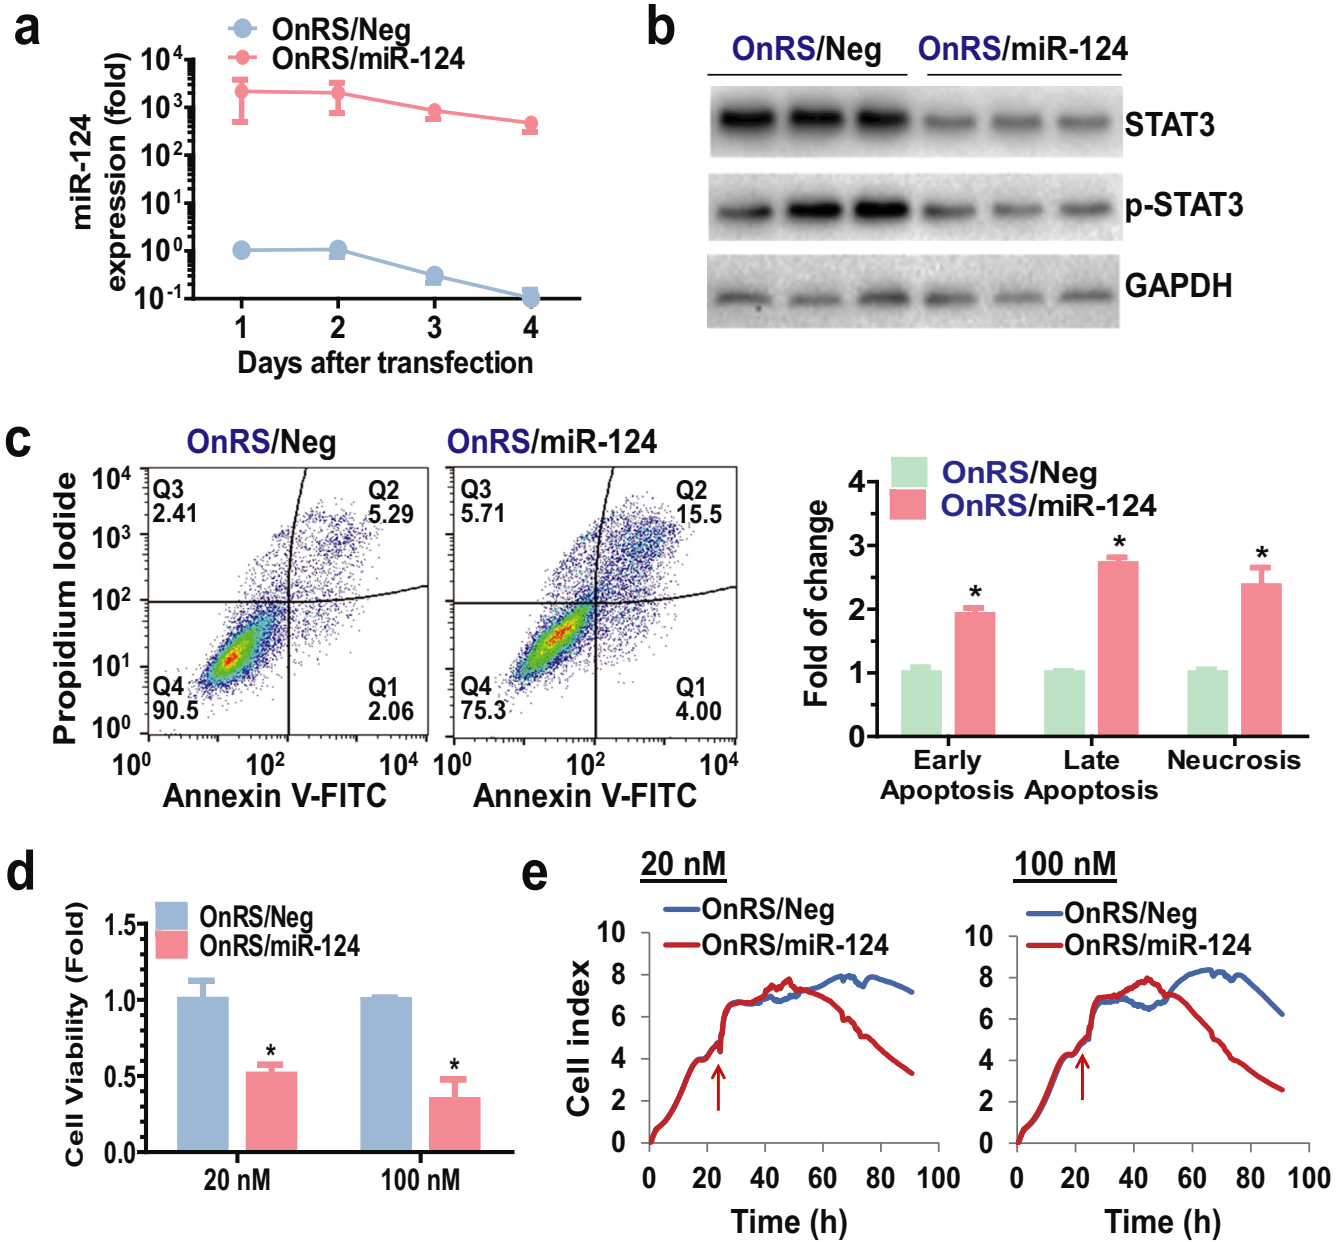 a
OnRS/Neg
OnRS/miR-124
miR-124
expression (fold)
10^4
10^3
10^2
10^1
10^0
10^-1
1 2 3 4
Days after transfection
b
OnRS/Neg OnRS/miR-124
STAT3
p-STAT3
GAPDH
c
OnRS/Neg
Propidium Iodide
10^4
10^3
10^2
10^1
10^0
Q3
2.41
Q2
5.29
Q4
90.5
Q1
2.06
10^0 10^2 10^4
Annexin V-FITC
OnRS/miR-124
Q3
5.71
Q2
15.5
Q4
75.3
Q1
4.00
10^0 10^2 10^4
Annexin V-FITC
OnRS/Neg
OnRS/miR-124
Fold of change
4
3
2
1
0
* * *
Early
Apoptosis
Late
Apoptosis
Neucrosis
d
OnRS/Neg
OnRS/miR-124
Cell Viability (Fold)
1.5
1.0
0.5
0.0
* *
20 nM 100 nM
e
20 nM
OnRS/Neg
OnRS/miR-124
Cell index
10
8
6
4
2
0
0 20 40 60 80 100
Time (h)
100 nM
OnRS/Neg
OnRS/miR-124
10
8
6
4
2
0
0 20 40 60 80 100
Time (h)